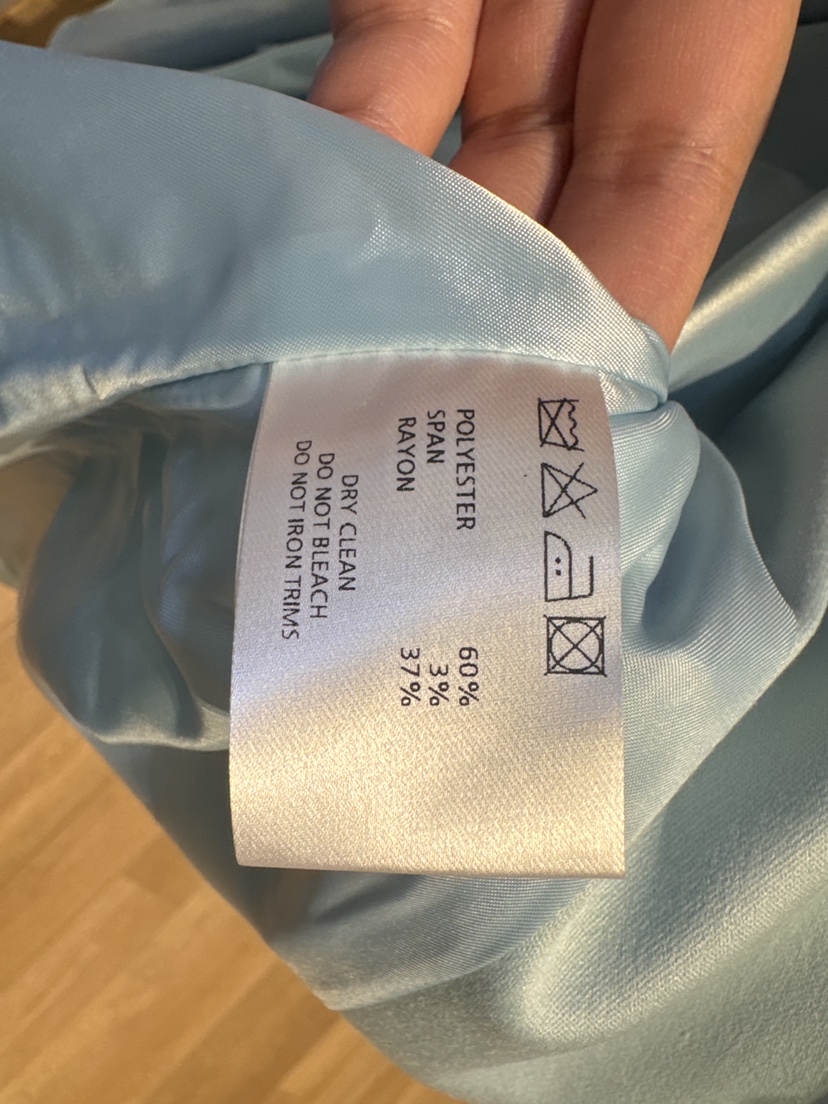 POLYESTER 60%
SPAN 3%
RAYON 37%
DRY CLEAN
DO NOT BLEACH
DO NOT IRON TRIMS